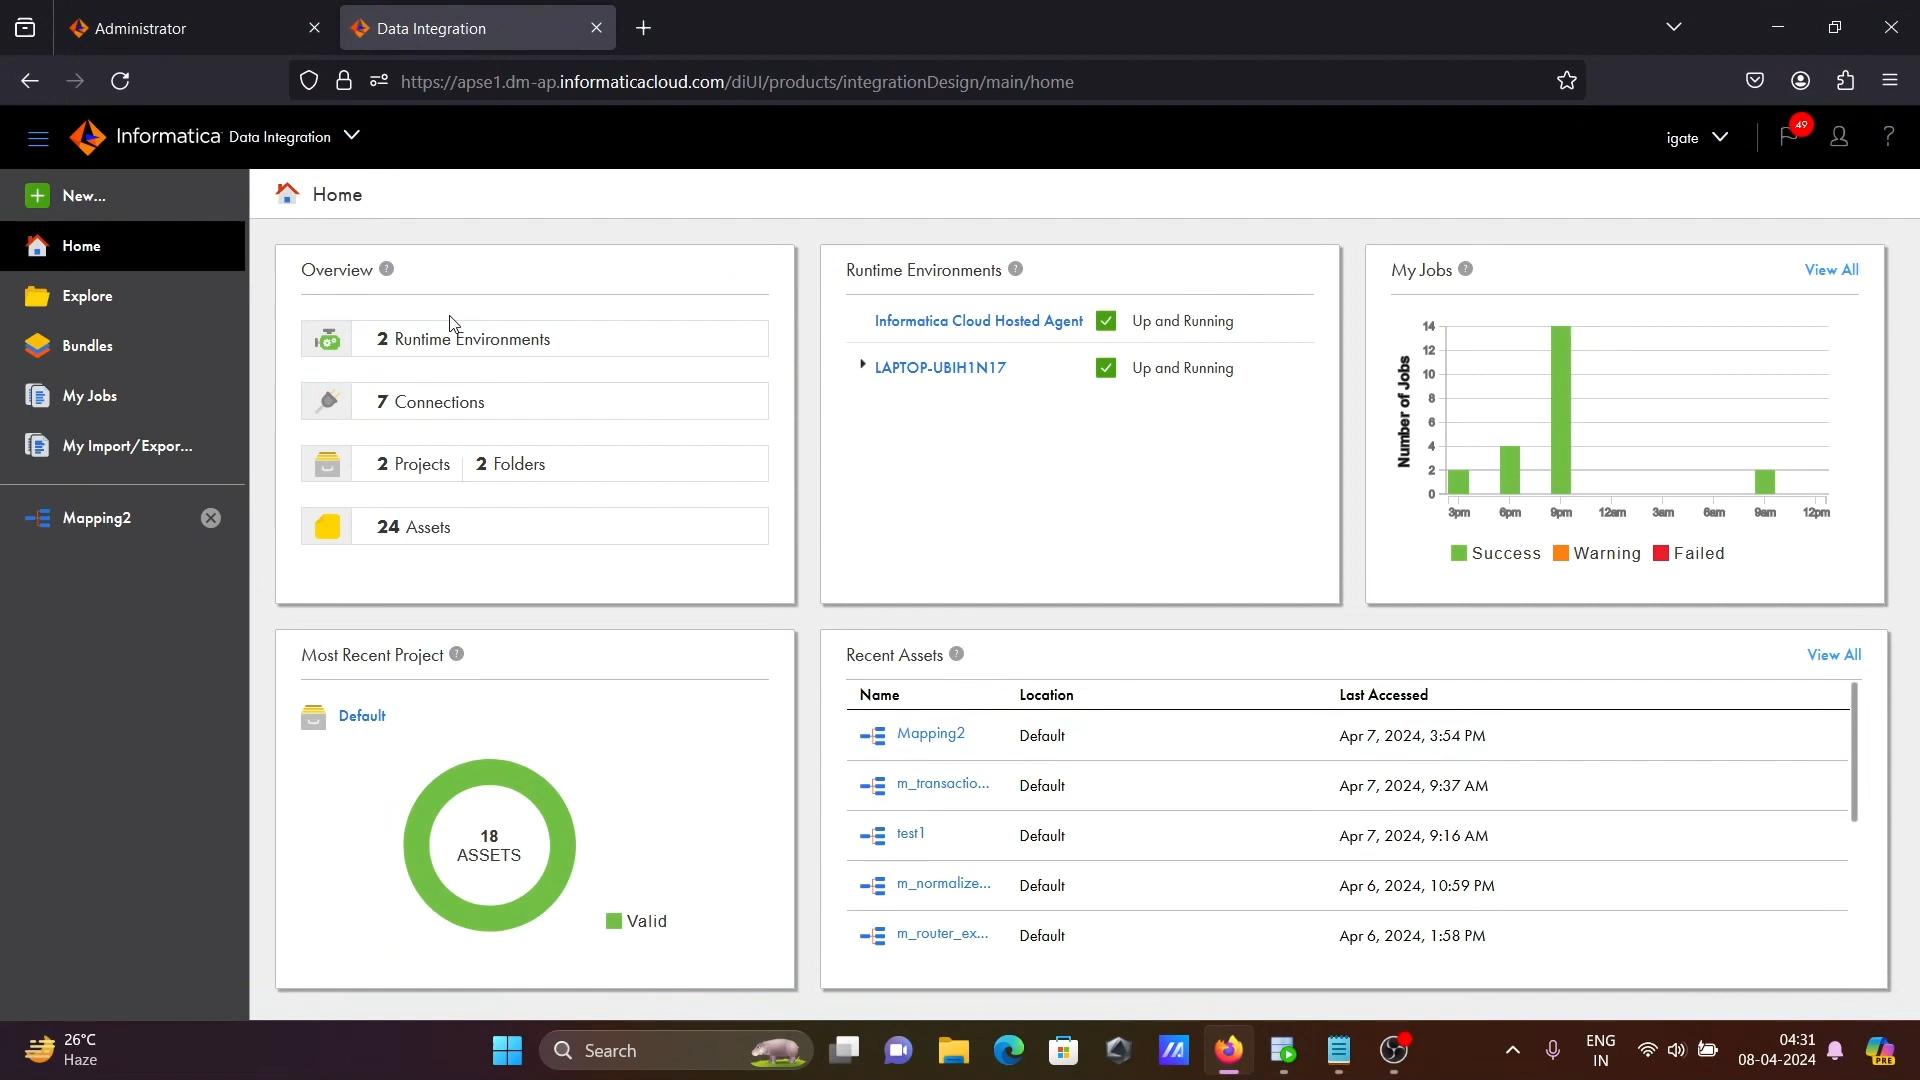 Administrator
Data Integration
https://apse1.dm-ap.informaticacloud.com/diUI/products/integrationDesign/main/home
Informatica Data Integration
igate
49
?
New...
Home
Explore
Bundles
My Jobs
My Import/Expor...
Mapping2
Home
Overview ?
2 Runtime Environments
7 Connections
2 Projects 2 Folders
24 Assets
Runtime Environments ?
Informatica Cloud Hosted Agent Up and Running
LAPTOP-UBIH1N17 Up and Running
My Jobs ? View All
Number of Jobs
14
12
10
8
6
4
2
0
3pm 6pm 9pm 12am 3am 6am 9am 12pm
Success Warning Failed
Most Recent Project ?
Default
18
ASSETS
Valid
Recent Assets ? View All
Name Location Last Accessed
Mapping2 Default Apr 7, 2024, 3:54 PM
m_transactio... Default Apr 7, 2024, 9:37 AM
test1 Default Apr 7, 2024, 9:16 AM
m_normalize... Default Apr 6, 2024, 10:59 PM
m_router_ex... Default Apr 6, 2024, 1:58 PM
26°C
Haze
Search
ENG
IN
04:31
08-04-2024
PRE